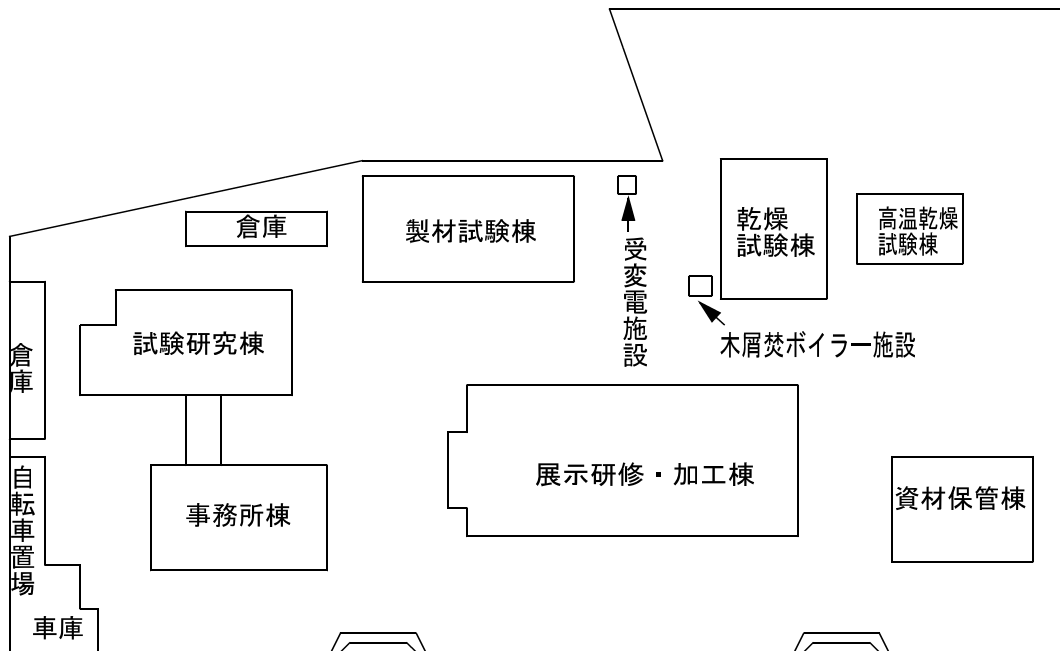 倉庫
製材試験棟
受変電施設
乾燥
試験棟
高温乾燥
試験棟
木屑焚ボイラー施設
倉庫
試験研究棟
展示研修・加工棟
資材保管棟
自転車置場
事務所棟
車庫